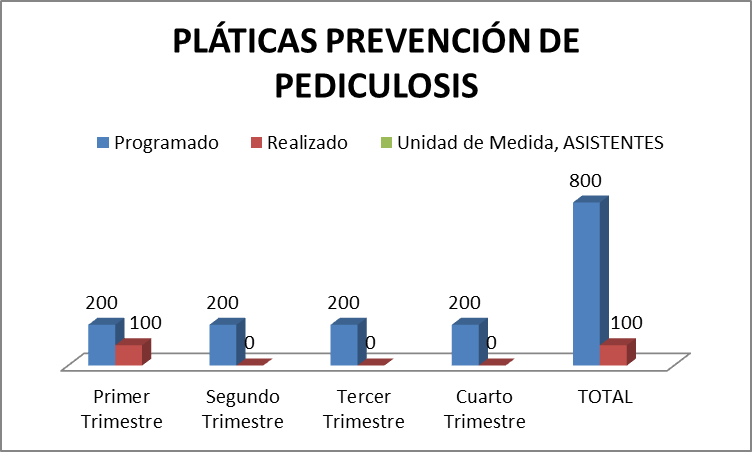 PLÁTICAS PREVENCIÓN DE
PEDICULOSIS
Programado Realizado Unidad de Medida, ASISTENTES
800
200 200 200 200
100 0 0 0 100
Primer Segundo Tercer Cuarto TOTAL
Trimestre Trimestre Trimestre Trimestre